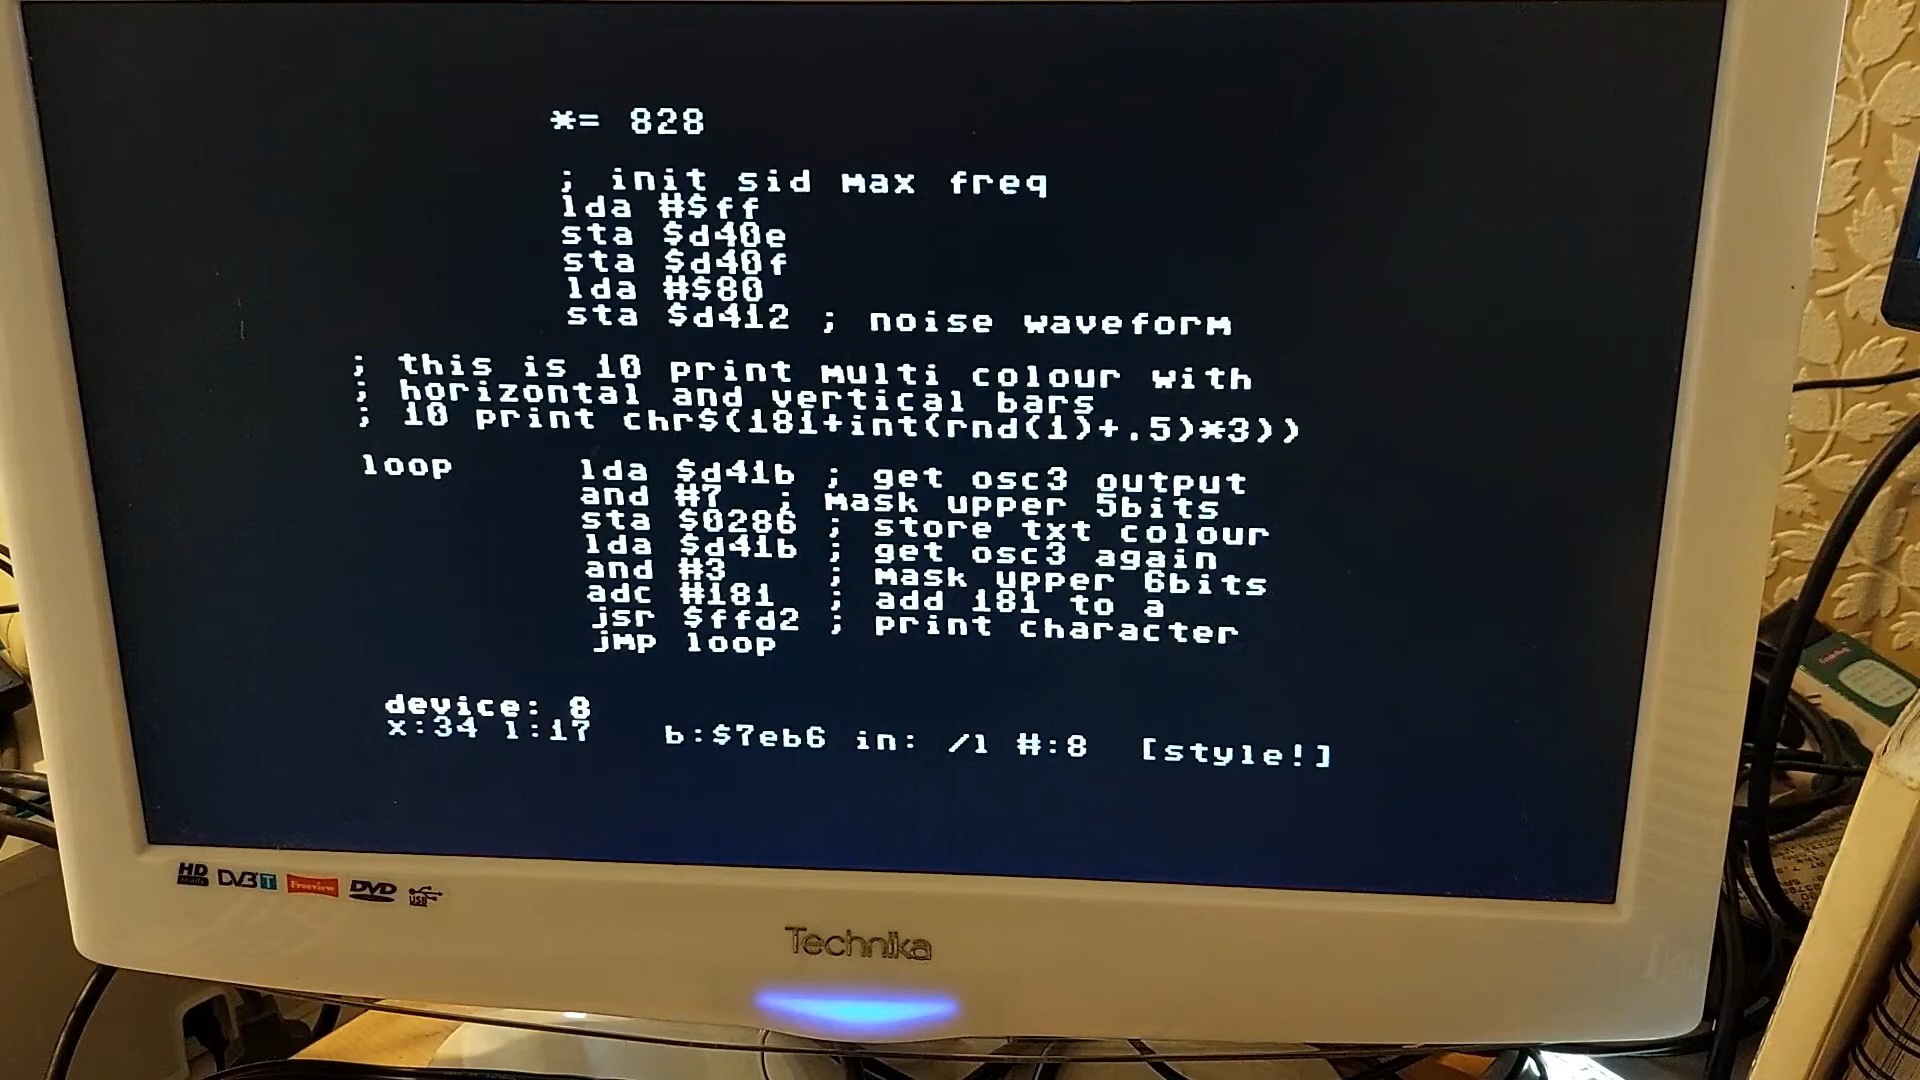 *= 828
; init sid max freq
lda #$ff
sta $d40e
sta $d40f
lda #$80
sta $d412 ; noise waveform
; this is 10 print multi colour with
; horizontal and vertical bars
; 10 print chr$(181+int(rnd(1)+.5)*3))
loop lda $d41b ; get osc3 output
and #7 ; mask upper 5bits
sta $0286 ; store txt colour
lda $d41b ; get osc3 again
and #3 ; mask upper 6bits
adc #181 ; add 181 to a
jsr $ffd2 ; print character
jmp loop
device: 8
x:34 l:17 b:$7eb6 in: /l #:8 [style!]
HD DVB T Freeview DVD USB
Technika